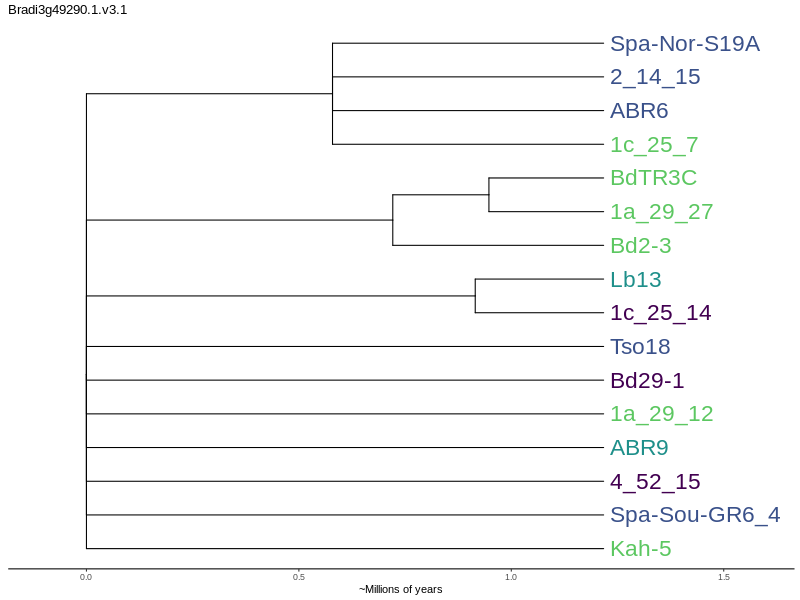 Bradi3g49290.1.v3.1
Spa-Nor-S19A
2_14_15
ABR6
1c_25_7
BdTR3C
1a_29_27
Bd2-3
Lb13
1c_25_14
Tso18
Bd29-1
1a_29_12
ABR9
4_52_15
Spa-Sou-GR6_4
Kah-5
0.0 0.5 1.0 1.5
~Millions of years